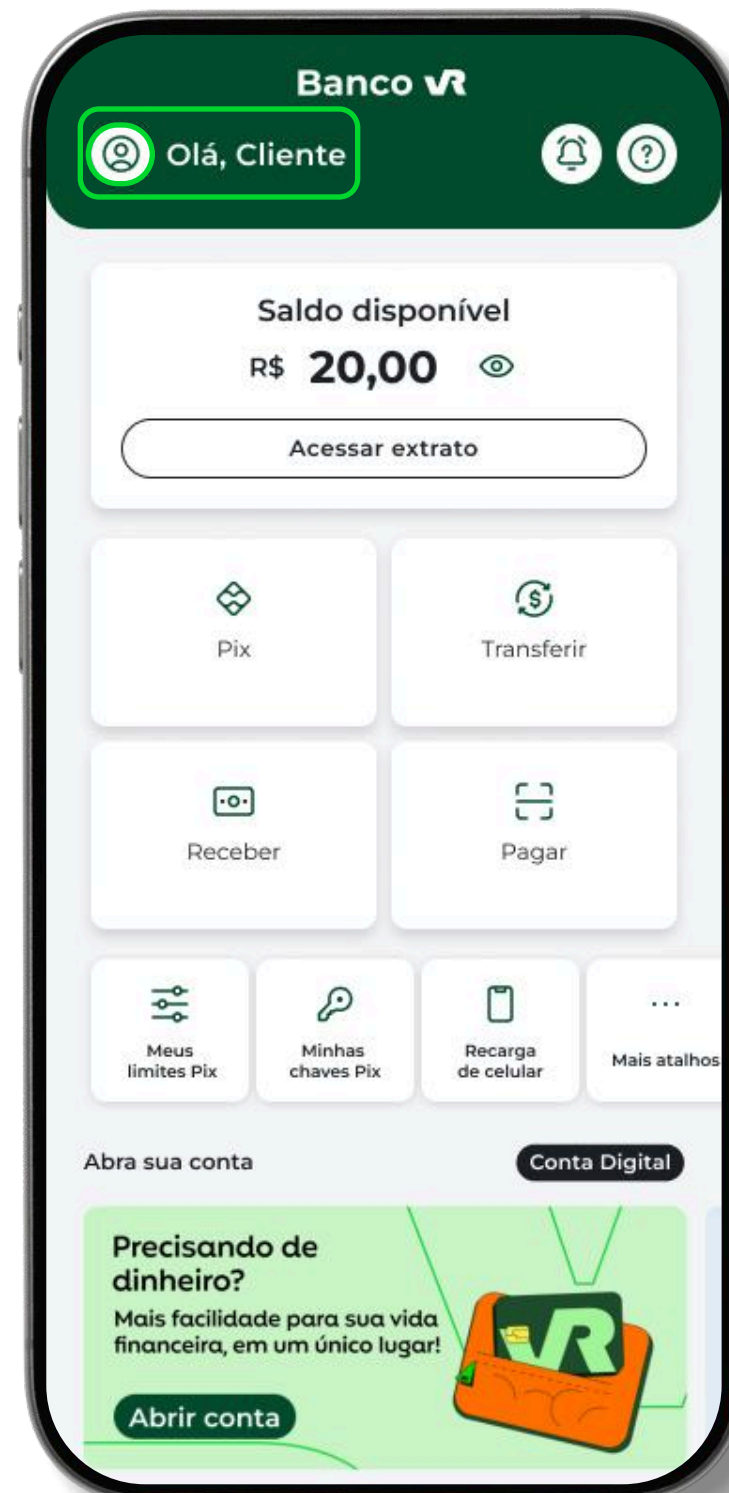 Banco VR
Olá, Cliente
Saldo disponível
R$ 20,00
Acessar extrato
Pix
Transferir
Receber
Pagar
Meus
limites Pix
Minhas
chaves Pix
Recarga
de celular
Mais atalhos
Abra sua conta
Conta Digital
Precisando de
dinheiro?
Mais facilidade para sua vida
financeira, em um único lugar!
VR
Abrir conta